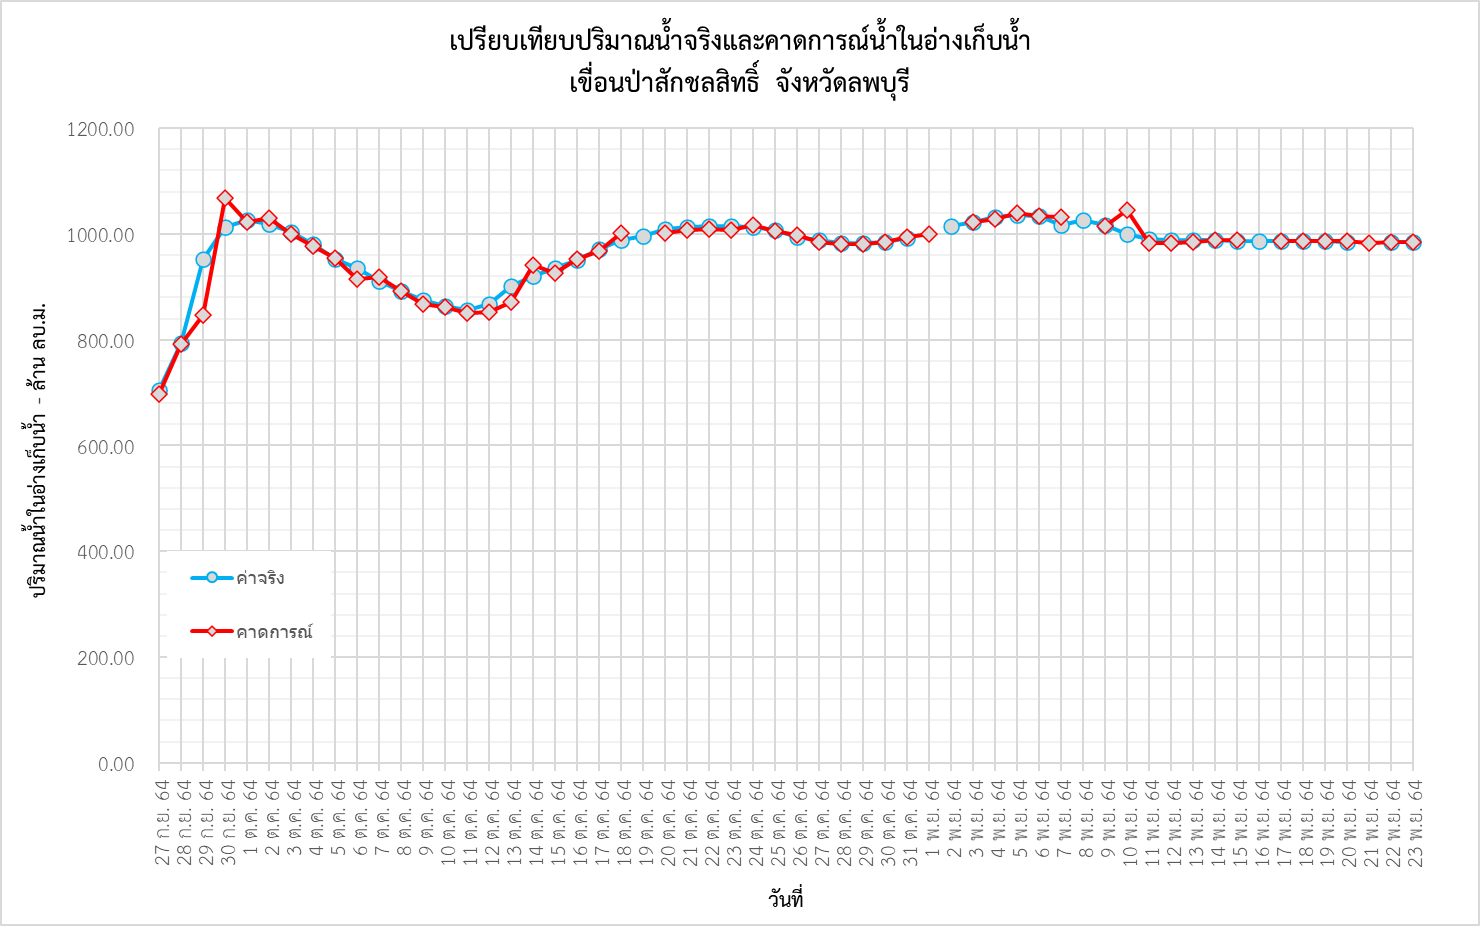 เปรียบเทียบปริมาณน้ำจริงและคาดการณ์น้ำในอ่างเก็บน้ำ
เขื่อนป่าสักชลสิทธิ์ จังหวัดลพบุรี
ปริมาณน้ำในอ่างเก็บน้ำ - ล้าน ลบ.ม.
1200.00
1000.00
800.00
600.00
400.00
200.00
0.00
ค่าจริง
คาดการณ์
27 ก.ย. 64
28 ก.ย. 64
29 ก.ย. 64
30 ก.ย. 64
1 ต.ค. 64
2 ต.ค. 64
3 ต.ค. 64
4 ต.ค. 64
5 ต.ค. 64
6 ต.ค. 64
7 ต.ค. 64
8 ต.ค. 64
9 ต.ค. 64
10 ต.ค. 64
11 ต.ค. 64
12 ต.ค. 64
13 ต.ค. 64
14 ต.ค. 64
15 ต.ค. 64
16 ต.ค. 64
17 ต.ค. 64
18 ต.ค. 64
19 ต.ค. 64
20 ต.ค. 64
21 ต.ค. 64
22 ต.ค. 64
23 ต.ค. 64
24 ต.ค. 64
25 ต.ค. 64
26 ต.ค. 64
27 ต.ค. 64
28 ต.ค. 64
29 ต.ค. 64
30 ต.ค. 64
31 ต.ค. 64
1 พ.ย. 64
2 พ.ย. 64
3 พ.ย. 64
4 พ.ย. 64
5 พ.ย. 64
6 พ.ย. 64
7 พ.ย. 64
8 พ.ย. 64
9 พ.ย. 64
10 พ.ย. 64
11 พ.ย. 64
12 พ.ย. 64
13 พ.ย. 64
14 พ.ย. 64
15 พ.ย. 64
16 พ.ย. 64
17 พ.ย. 64
18 พ.ย. 64
19 พ.ย. 64
20 พ.ย. 64
21 พ.ย. 64
22 พ.ย. 64
23 พ.ย. 64
วันที่